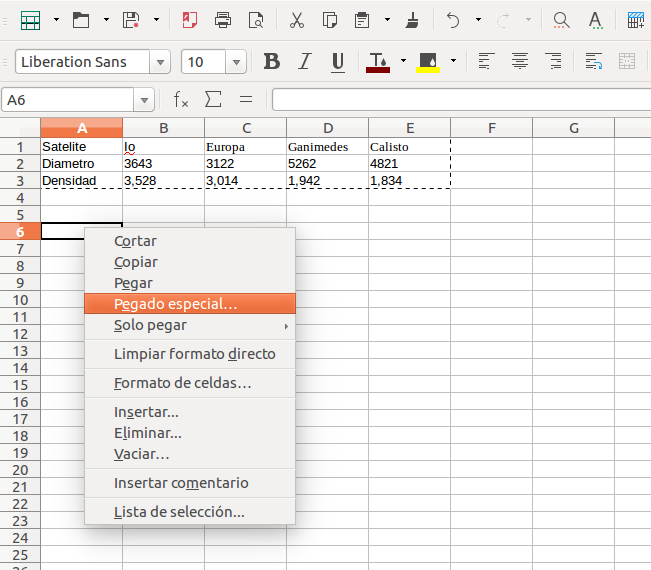 Liberation Sans 10 B I U T
A6 fx Σ =
A B C D E F G
1 Satelite Io Europa Ganimedes Calisto
2 Diametro 3643 3122 5262 4821
3 Densidad 3,528 3,014 1,942 1,834
4
5
6
7 Cortar
8 Copiar
9 Pegar
10 Pegado especial...
11 Solo pegar
12
13 Limpiar formato directo
14
15 Formato de celdas...
16
17 Insertar...
18 Eliminar...
19 Vaciar...
20
21 Insertar comentario
22
23 Lista de selección...
24
25
26